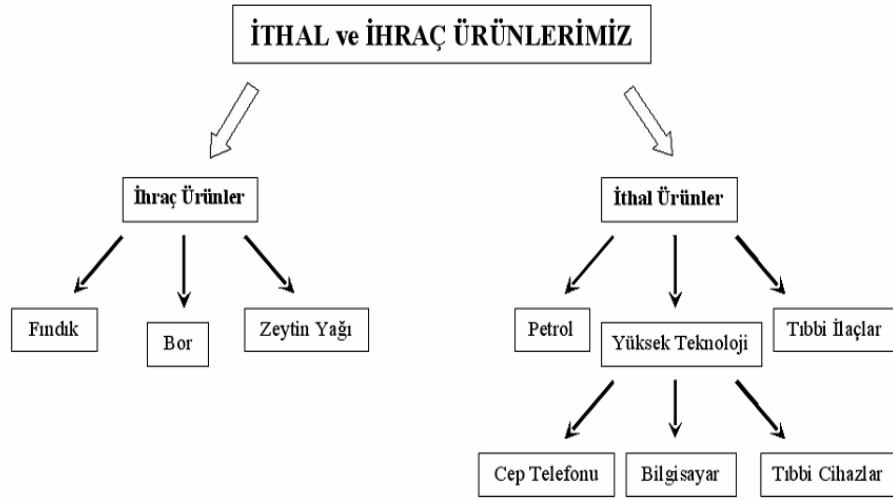 İTHAL ve İHRAÇ ÜRÜNLERİMİZ
İhraç Ürünler
İthal Ürünler
Fındık
Bor
Zeytin Yağı
Petrol
Yüksek Teknoloji
Tıbbi İlaçlar
Cep Telefonu
Bilgisayar
Tıbbi Cihazlar